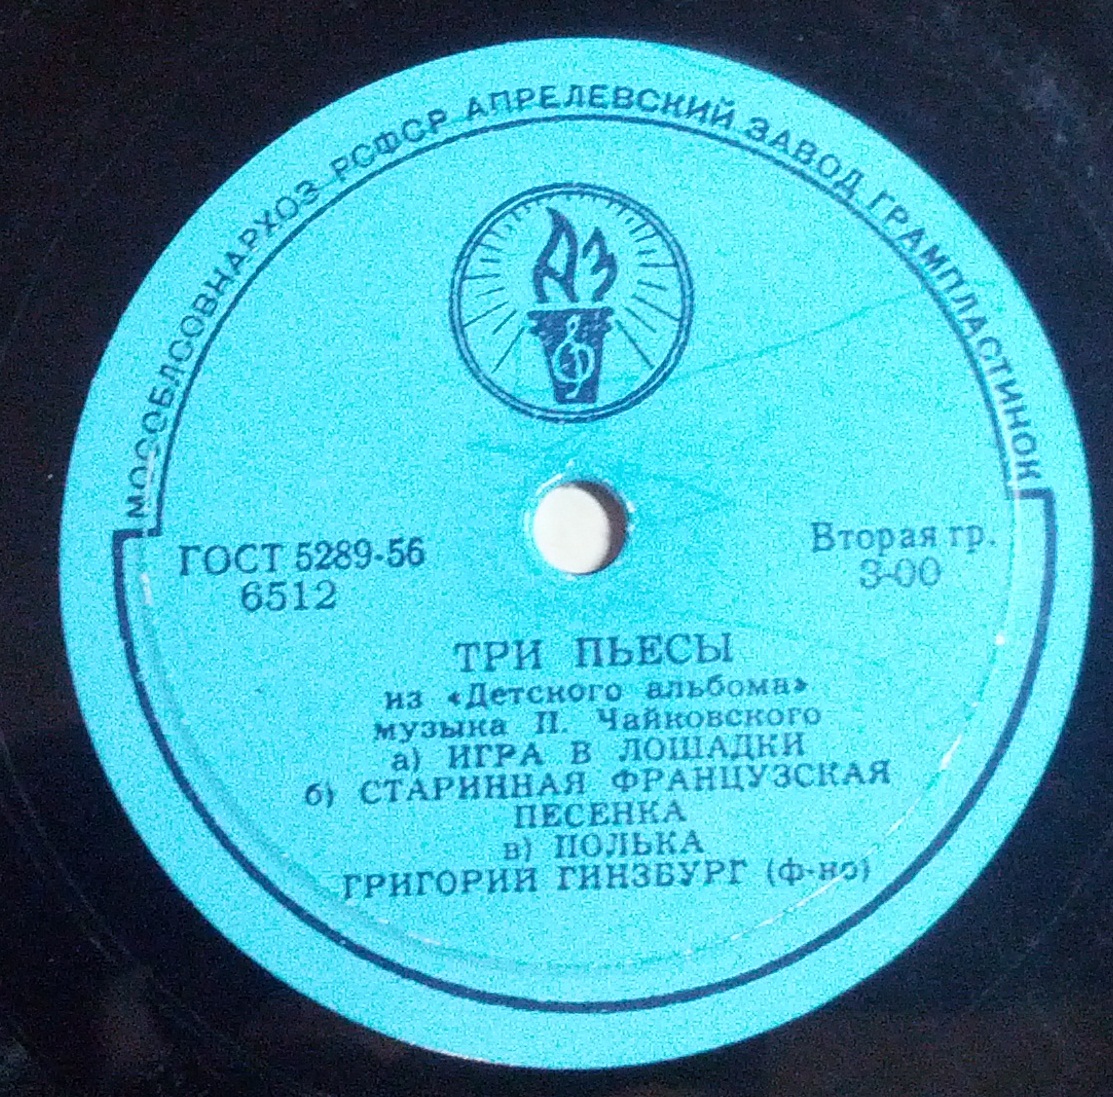 МОСОБЛСОВНАРХОЗ РСФСР АПРЕЛЕВСКИЙ ЗАВОД ГРАМПЛАСТИНОК
АЗ
ГОСТ 5289-56
6512
Вторая гр.
3-00
ТРИ ПЬЕСЫ
из «Детского альбома»
музыка П. Чайковского
а) ИГРА В ЛОШАДКИ
б) СТАРИННАЯ ФРАНЦУЗСКАЯ
ПЕСЕНКА
в) ПОЛЬКА
ГРИГОРИЙ ГИНЗБУРГ (ф-но)